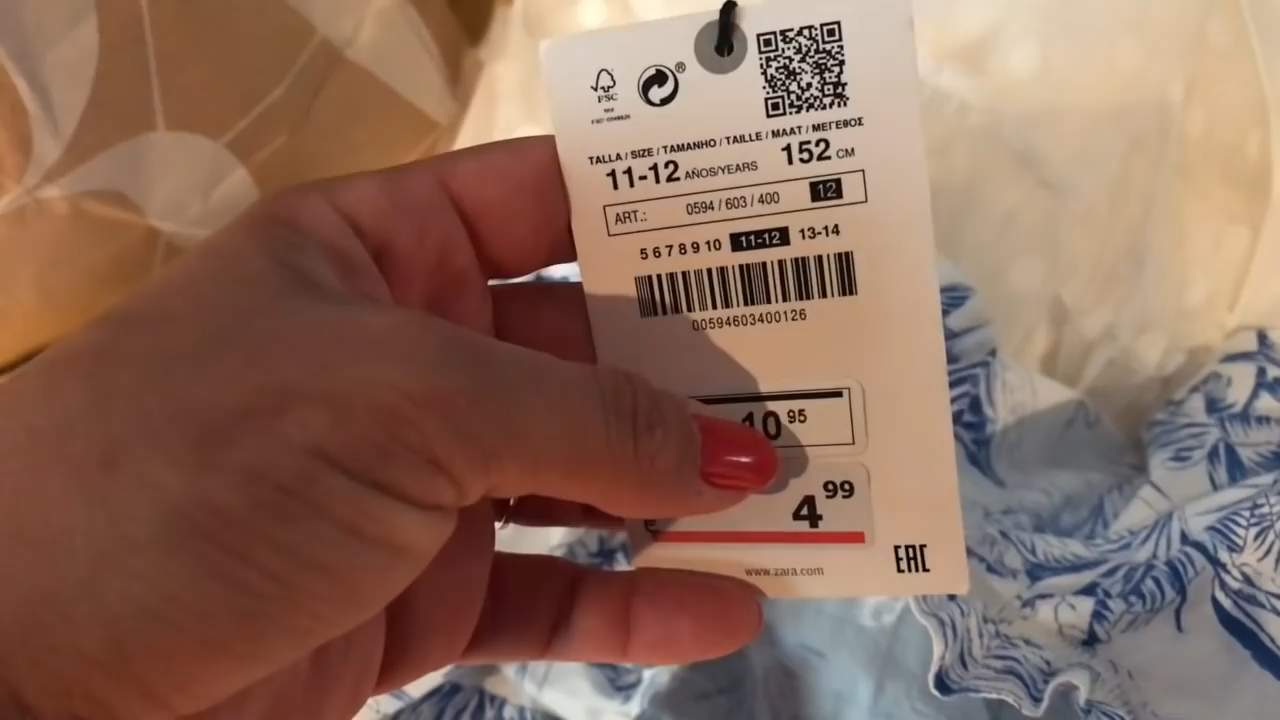 FSC
®
TALLA / SIZE / TAMANHO / TAILLE / MAAT / ΜΕΓΕΘΟΣ
11-12 AÑOS/YEARS 152 CM
ART.: 0594 / 603 / 400 12
5 6 7 8 9 10 11-12 13-14
00594603400126
10 95
4 99
www.zara.com
EAC